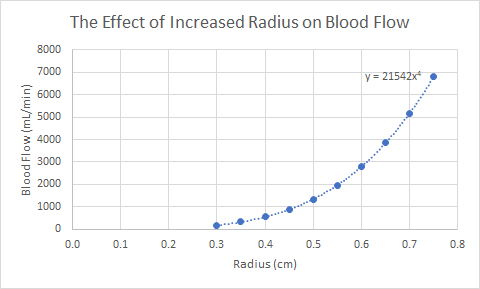 The Effect of Increased Radius on Blood Flow
8000
7000
6000
5000
4000
3000
2000
1000
0
Blood Flow (mL/min)
y = 21542x⁴
0.0 0.1 0.2 0.3 0.4 0.5 0.6 0.7 0.8
Radius (cm)